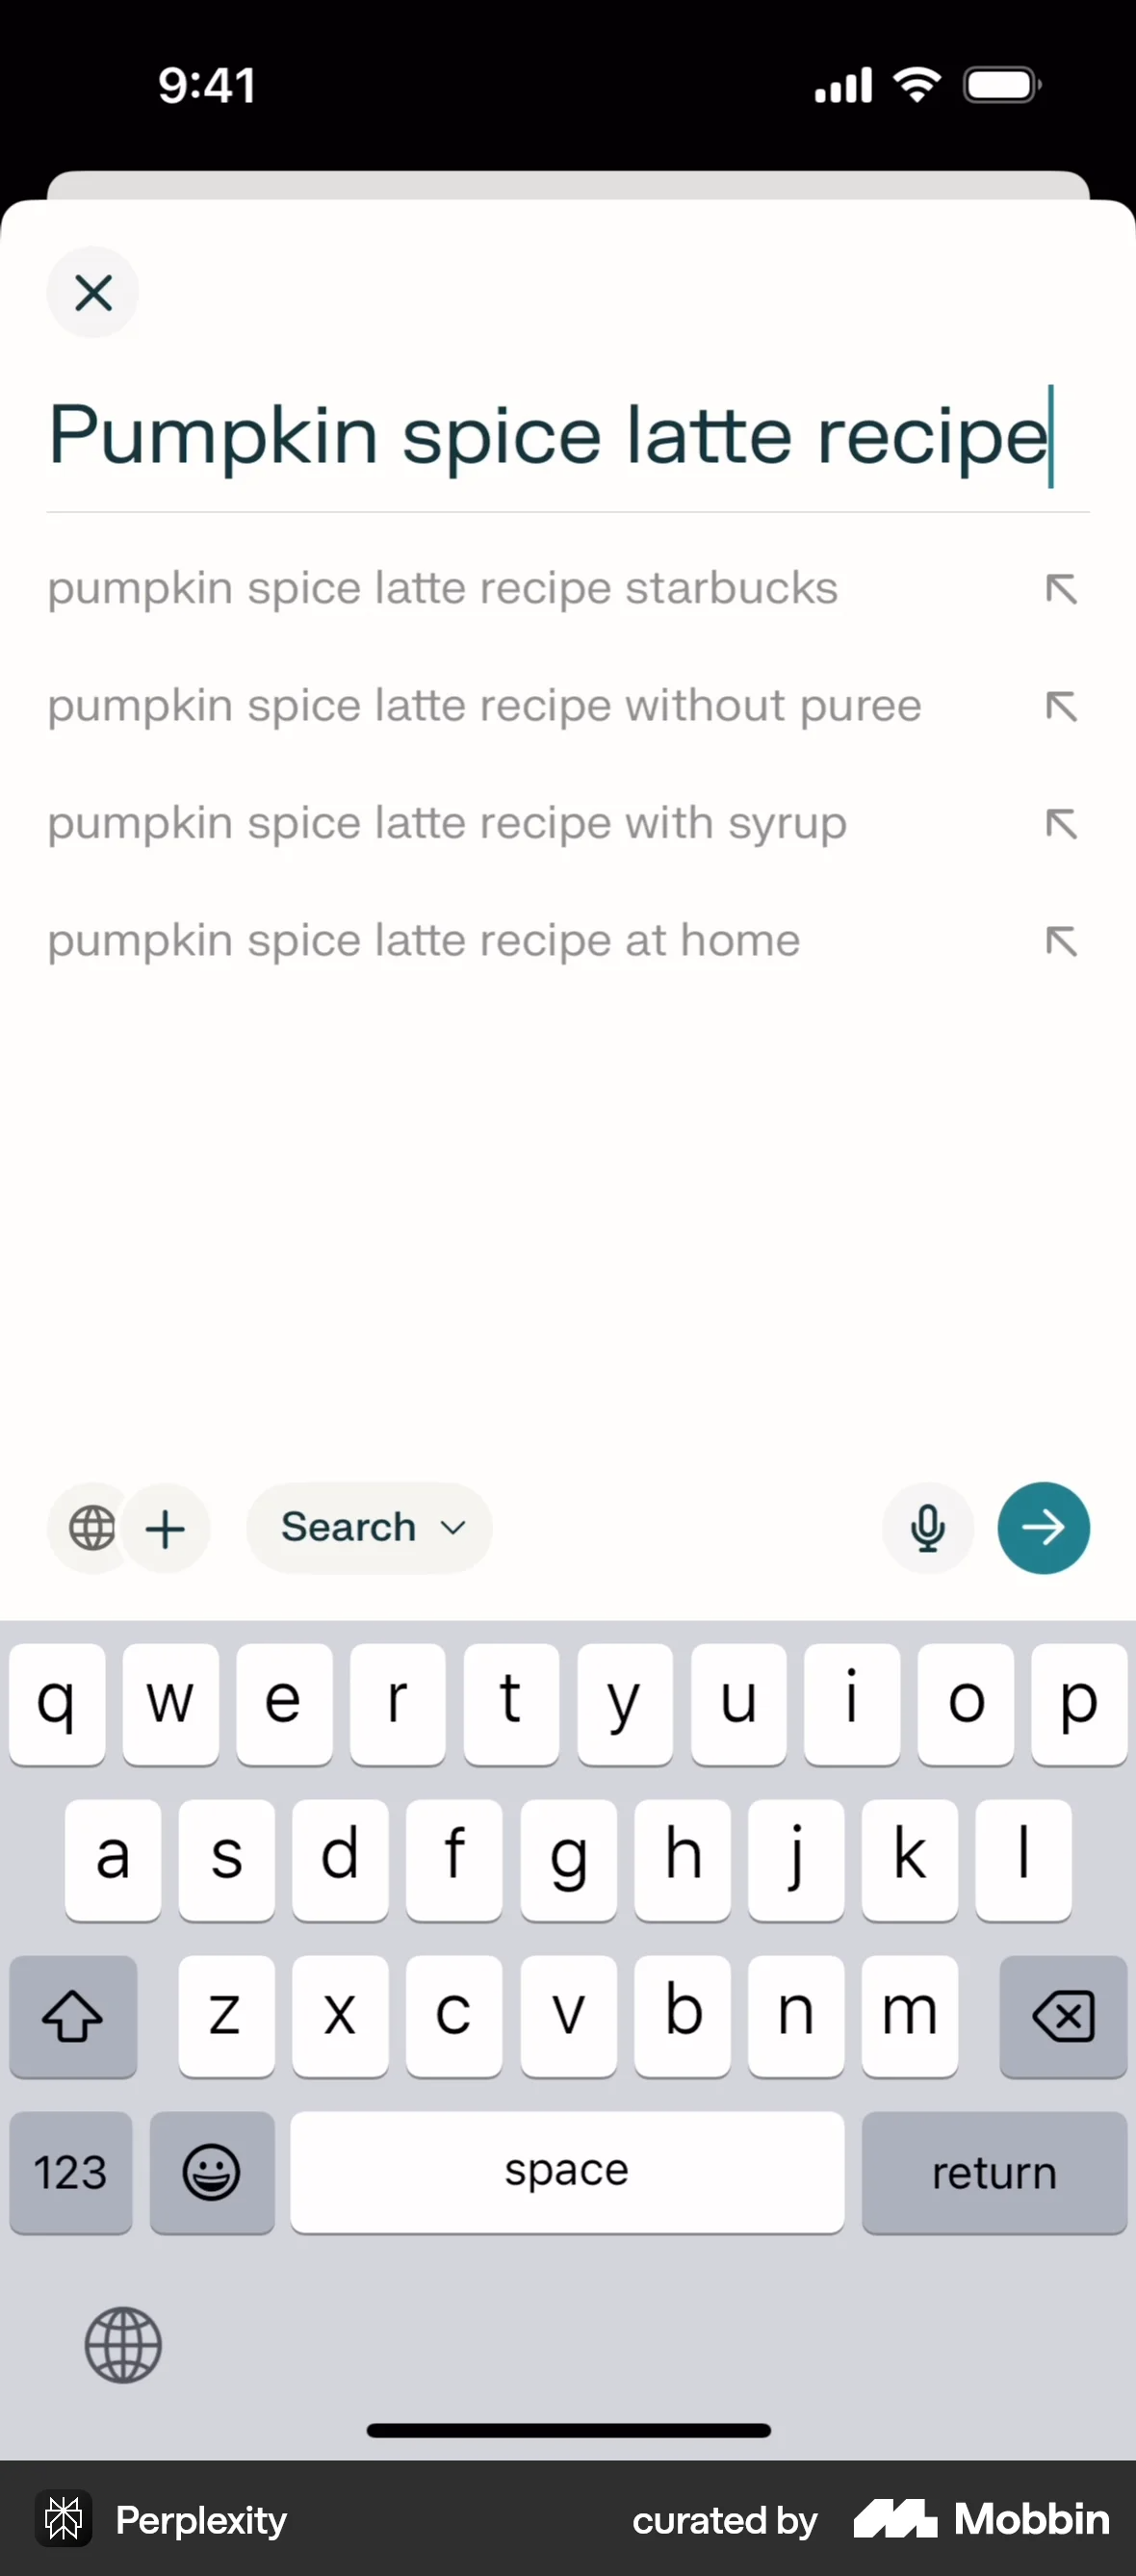 9:41
Pumpkin spice latte recipe
pumpkin spice latte recipe starbucks
pumpkin spice latte recipe without puree
pumpkin spice latte recipe with syrup
pumpkin spice latte recipe at home
Search
q w e r t y u i o p
a s d f g h j k l
z x c v b n m
123 space return
Perplexity curated by Mobbin